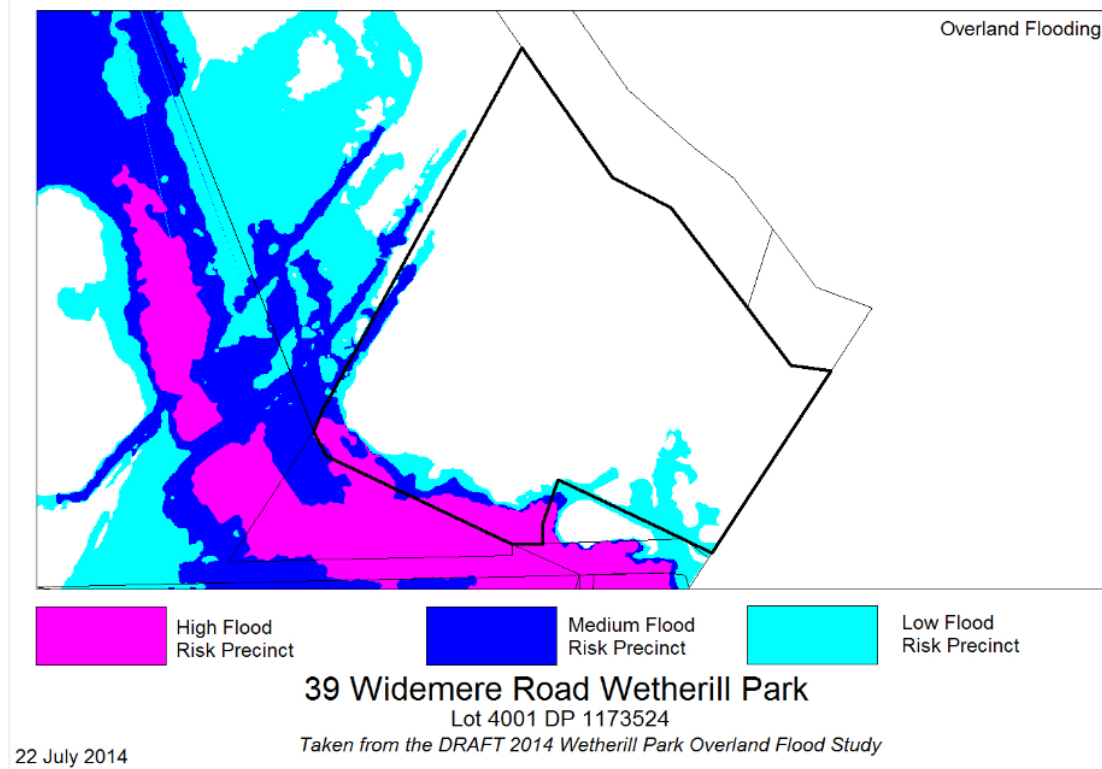 Overland Flooding
High Flood
Risk Precinct
Medium Flood
Risk Precinct
Low Flood
Risk Precinct
39 Widemere Road Wetherill Park
Lot 4001 DP 1173524
Taken from the DRAFT 2014 Wetherill Park Overland Flood Study
22 July 2014